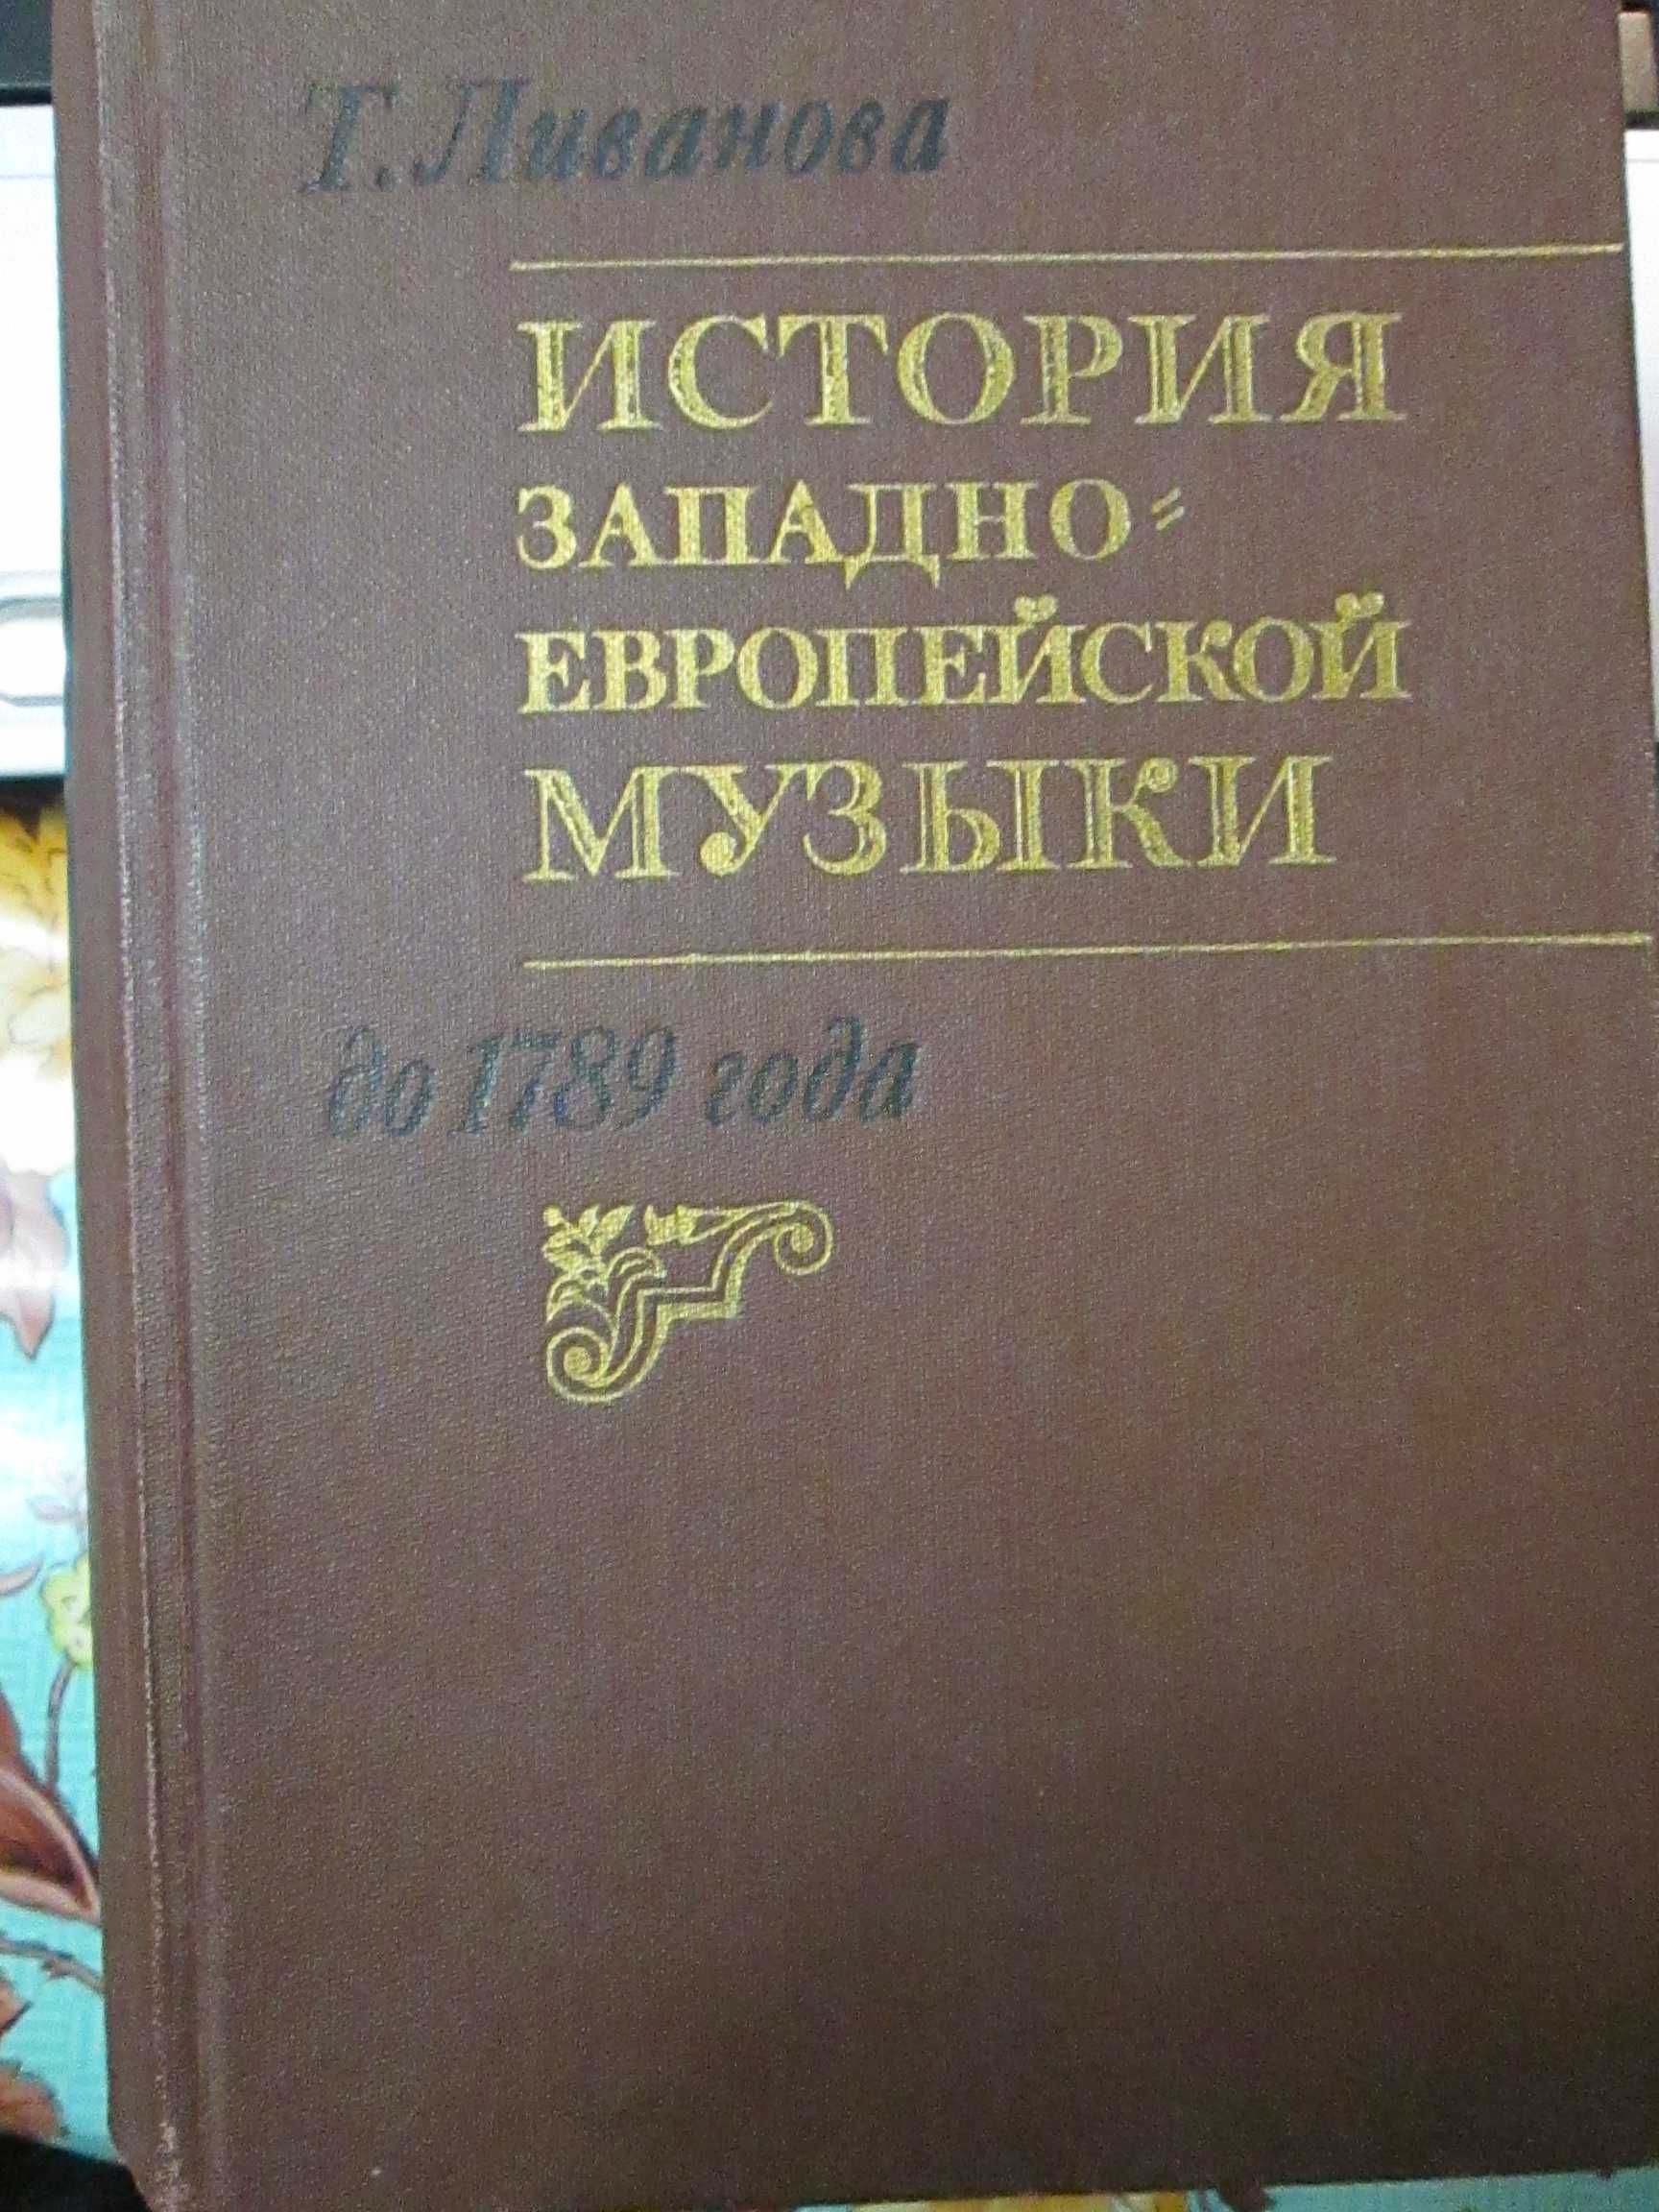 Т. Ливанова
ИСТОРИЯ
ЗАПАДНО=
ЕВРОПЕЙСКОЙ
МУЗЫКИ
до 1789 года